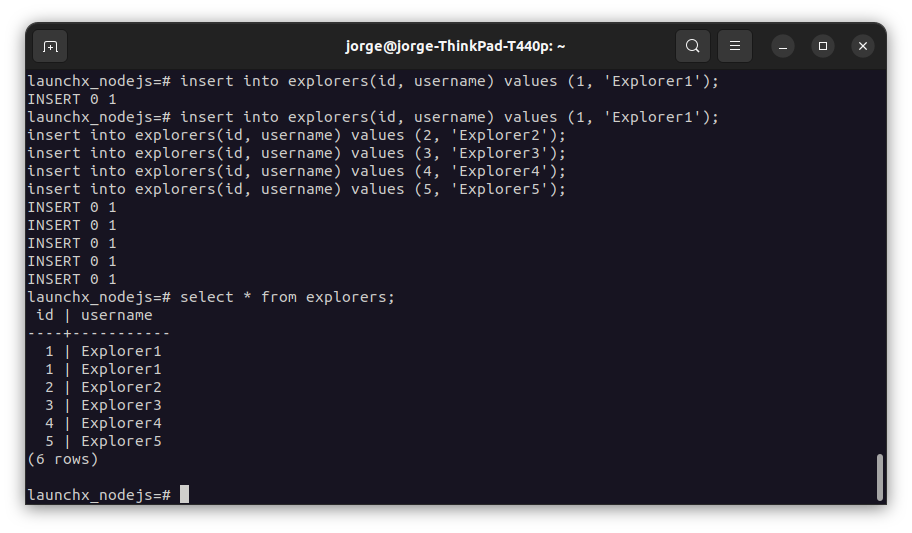 jorge@jorge-ThinkPad-T440p: ~
launchx_nodejs=# insert into explorers(id, username) values (1, 'Explorer1');
INSERT 0 1
launchx_nodejs=# insert into explorers(id, username) values (1, 'Explorer1');
insert into explorers(id, username) values (2, 'Explorer2');
insert into explorers(id, username) values (3, 'Explorer3');
insert into explorers(id, username) values (4, 'Explorer4');
insert into explorers(id, username) values (5, 'Explorer5');
INSERT 0 1
INSERT 0 1
INSERT 0 1
INSERT 0 1
INSERT 0 1
launchx_nodejs=# select * from explorers;
 id | username
----+-----------
  1 | Explorer1
  1 | Explorer1
  2 | Explorer2
  3 | Explorer3
  4 | Explorer4
  5 | Explorer5
(6 rows)
launchx_nodejs=#